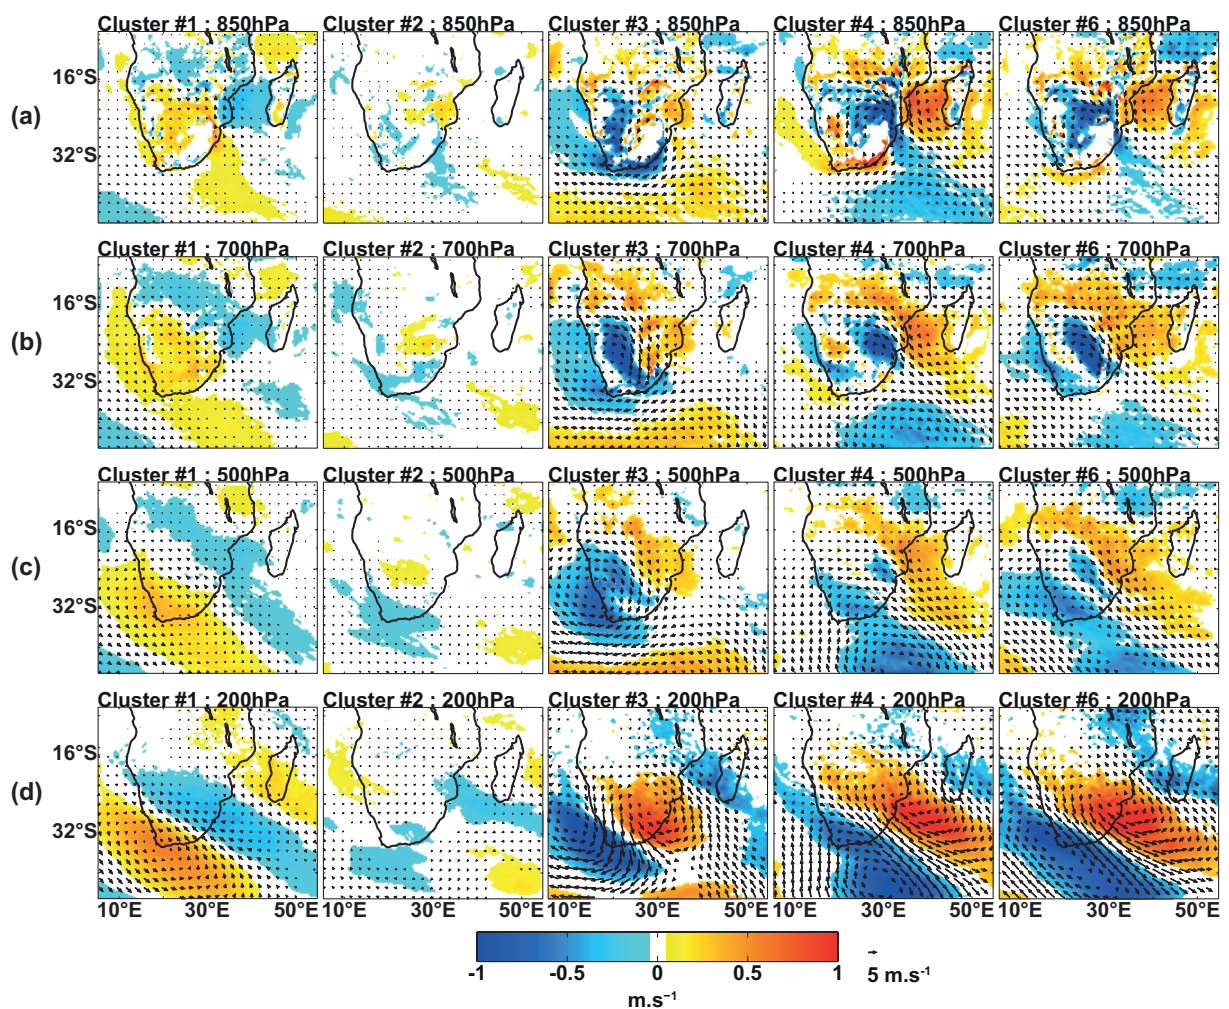 Cluster #1 : 850hPa Cluster #2 : 850hPa Cluster #3 : 850hPa Cluster #4 : 850hPa Cluster #6 : 850hPa
16°S
(a)
32°S
Cluster #1 : 700hPa Cluster #2 : 700hPa Cluster #3 : 700hPa Cluster #4 : 700hPa Cluster #6 : 700hPa
16°S
(b)
32°S
Cluster #1 : 500hPa Cluster #2 : 500hPa Cluster #3 : 500hPa Cluster #4 : 500hPa Cluster #6 : 500hPa
16°S
(c)
32°S
Cluster #1 : 200hPa Cluster #2 : 200hPa Cluster #3 : 200hPa Cluster #4 : 200hPa Cluster #6 : 200hPa
16°S
(d)
32°S
10°E 30°E 50°E 10°E 30°E 50°E 10°E 30°E 50°E 10°E 30°E 50°E 10°E 30°E 50°E
-1 -0.5 0 0.5 1 5 m.s⁻¹
m.s⁻¹